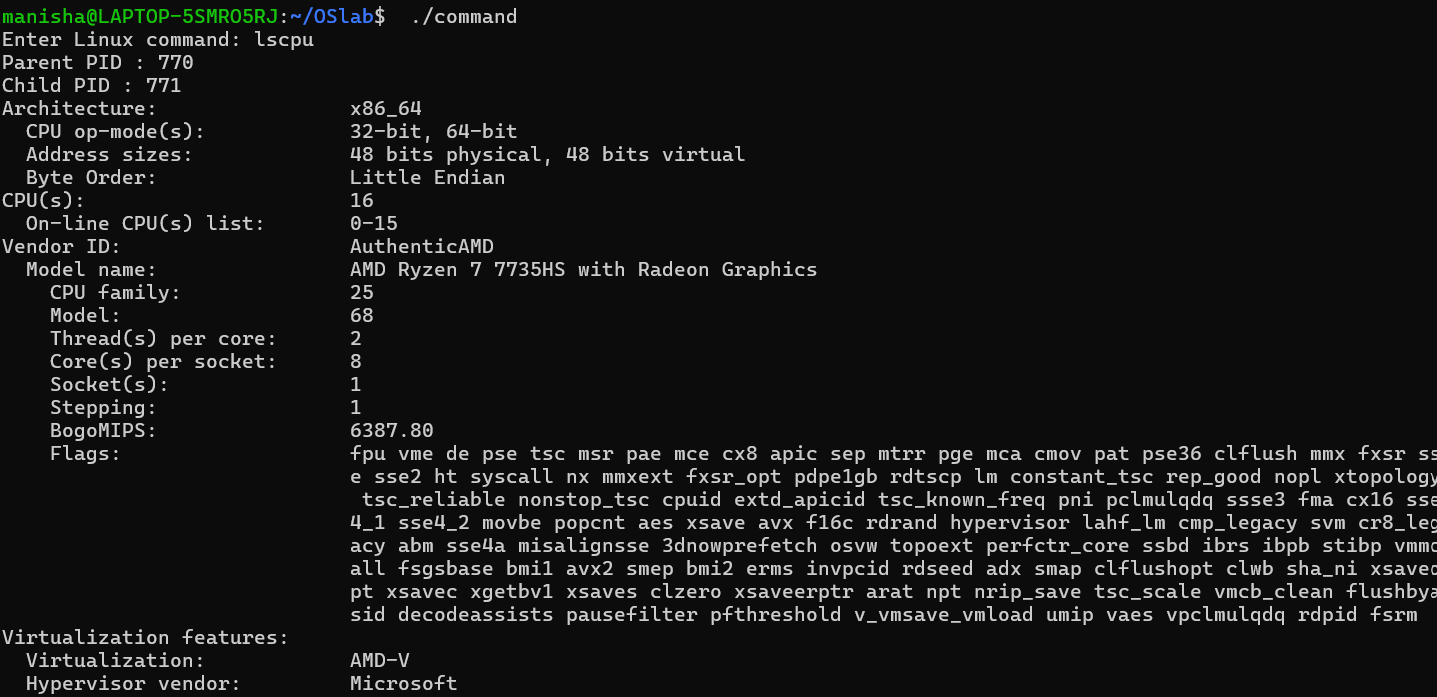 manisha@LAPTOP-5SMRO5RJ:~/OSlab$  ./command
Enter Linux command: lscpu
Parent PID : 770
Child PID : 771
Architecture:                x86_64
  CPU op-mode(s):            32-bit, 64-bit
  Address sizes:             48 bits physical, 48 bits virtual
  Byte Order:                Little Endian
CPU(s):                      16
  On-line CPU(s) list:       0-15
Vendor ID:                   AuthenticAMD
  Model name:                AMD Ryzen 7 7735HS with Radeon Graphics
    CPU family:              25
    Model:                   68
    Thread(s) per core:      2
    Core(s) per socket:      8
    Socket(s):               1
    Stepping:                1
    BogoMIPS:                6387.80
    Flags:                   fpu vme de pse tsc msr pae mce cx8 apic sep mtrr pge mca cmov pat pse36 clflush mmx fxsr ss
                             e sse2 ht syscall nx mmxext fxsr_opt pdpe1gb rdtscp lm constant_tsc rep_good nopl xtopology
                              tsc_reliable nonstop_tsc cpuid extd_apicid tsc_known_freq pni pclmulqdq ssse3 fma cx16 sse
                             4_1 sse4_2 movbe popcnt aes xsave avx f16c rdrand hypervisor lahf_lm cmp_legacy svm cr8_leg
                             acy abm sse4a misalignsse 3dnowprefetch osvw topoext perfctr_core ssbd ibrs ibpb stibp vmmc
                             all fsgsbase bmi1 avx2 smep bmi2 erms invpcid rdseed adx smap clflushopt clwb sha_ni xsaveo
                             pt xsavec xgetbv1 xsaves clzero xsaveerptr arat npt nrip_save tsc_scale vmcb_clean flushbya
                             sid decodeassists pausefilter pfthreshold v_vmsave_vmload umip vaes vpclmulqdq rdpid fsrm
Virtualization features:
  Virtualization:            AMD-V
  Hypervisor vendor:         Microsoft